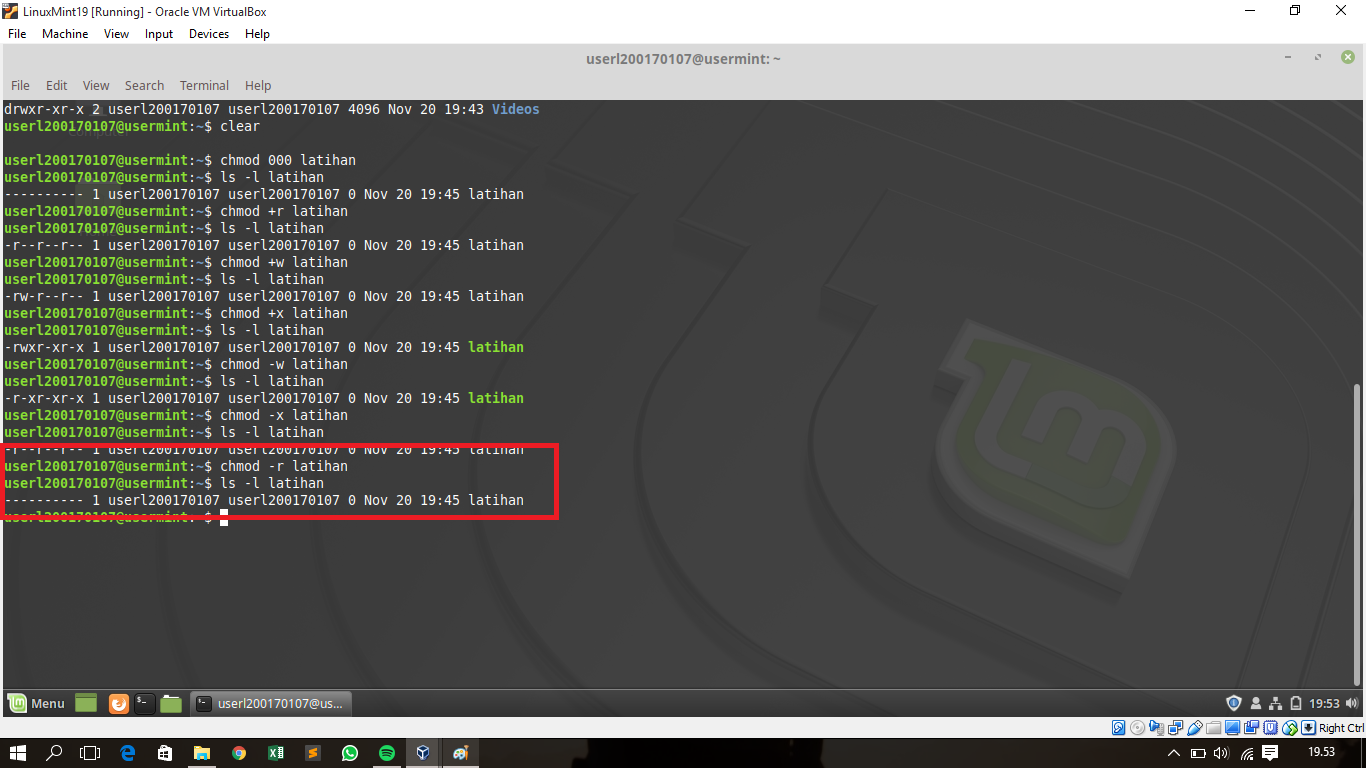 LinuxMint19 [Running] - Oracle VM VirtualBox
File Machine View Input Devices Help
userl200170107@usermint: ~
File Edit View Search Terminal Help
drwxr-xr-x 2 userl200170107 userl200170107 4096 Nov 20 19:43 Videos
userl200170107@usermint:~$ clear
userl200170107@usermint:~$ chmod 000 latihan
userl200170107@usermint:~$ ls -l latihan
---------- 1 userl200170107 userl200170107 0 Nov 20 19:45 latihan
userl200170107@usermint:~$ chmod +r latihan
userl200170107@usermint:~$ ls -l latihan
-r--r--r-- 1 userl200170107 userl200170107 0 Nov 20 19:45 latihan
userl200170107@usermint:~$ chmod +w latihan
userl200170107@usermint:~$ ls -l latihan
-rw-r--r-- 1 userl200170107 userl200170107 0 Nov 20 19:45 latihan
userl200170107@usermint:~$ chmod +x latihan
userl200170107@usermint:~$ ls -l latihan
-rwxr-xr-x 1 userl200170107 userl200170107 0 Nov 20 19:45 latihan
userl200170107@usermint:~$ chmod -w latihan
userl200170107@usermint:~$ ls -l latihan
-r-xr-xr-x 1 userl200170107 userl200170107 0 Nov 20 19:45 latihan
userl200170107@usermint:~$ chmod -x latihan
userl200170107@usermint:~$ ls -l latihan
-r--r--r-- 1 userl200170107 userl200170107 0 Nov 20 19:45 latihan
userl200170107@usermint:~$ chmod -r latihan
userl200170107@usermint:~$ ls -l latihan
---------- 1 userl200170107 userl200170107 0 Nov 20 19:45 latihan
userl200170107@usermint:~$
Menu userl200170107@us... 19:53
Right Ctrl
19.53